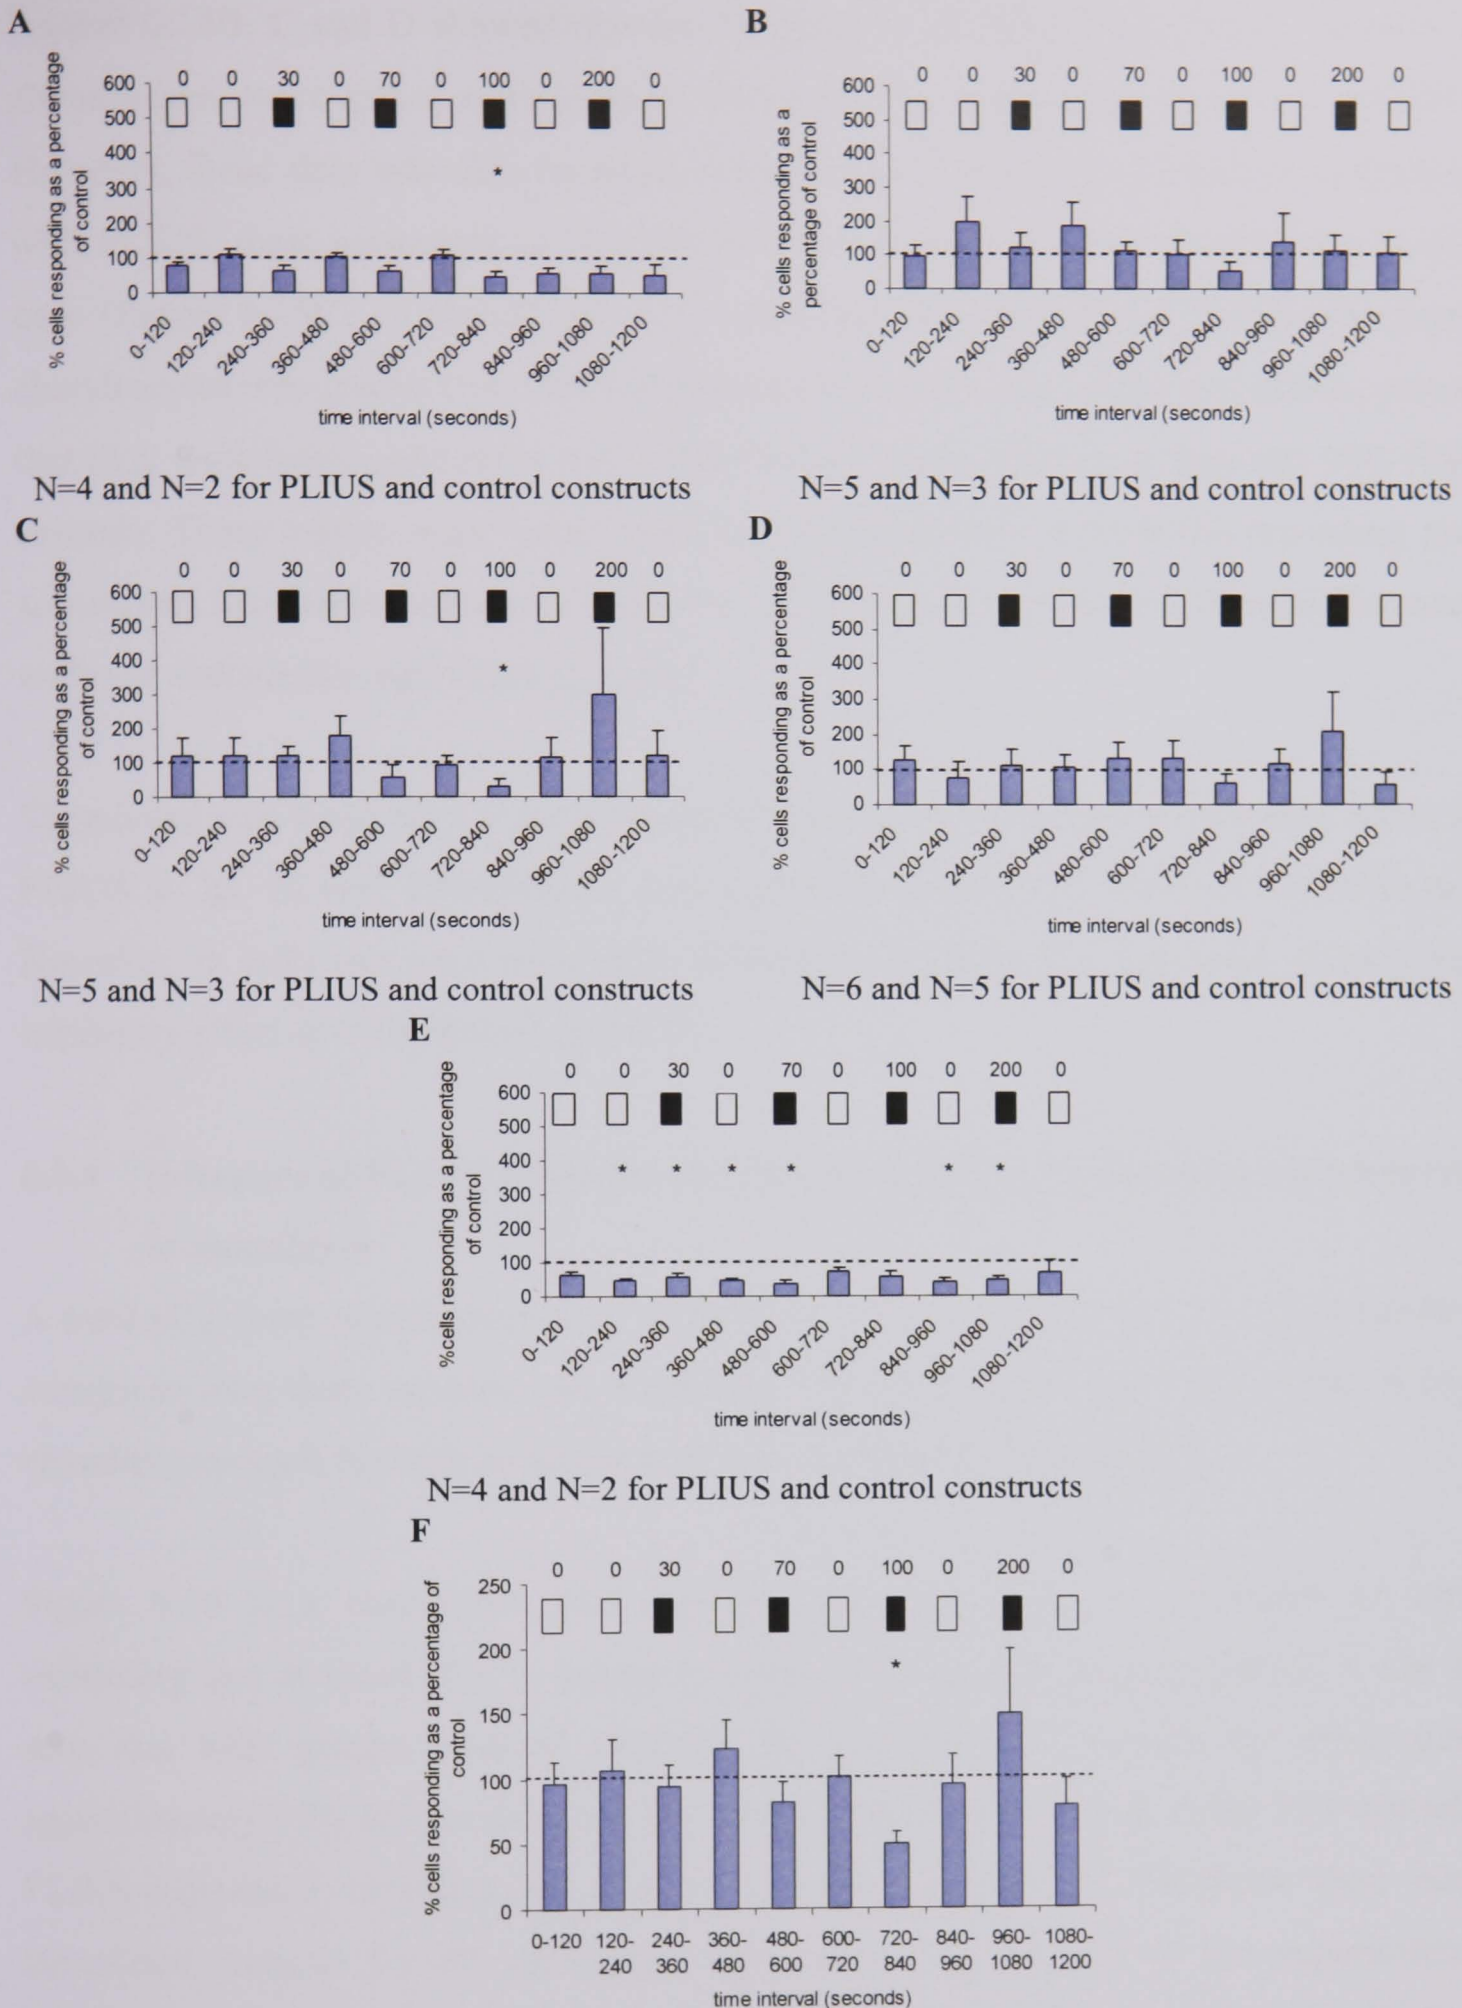 A
% cells responding as a percentage
of control
0 0 30 0 70 0 100 0 200 0
600
500
400
300
200
100
0
*
0-120 120-240 240-360 360-480 480-600 600-720 720-840 840-960 960-1080 1080-1200
time interval (seconds)
N=4 and N=2 for PLIUS and control constructs
B
% cells responding as a
percentage of control
0 0 30 0 70 0 100 0 200 0
600
500
400
300
200
100
0
0-120 120-240 240-360 360-480 480-600 600-720 720-840 840-960 960-1080 1080-1200
time interval (seconds)
N=5 and N=3 for PLIUS and control constructs
C
% cells responding as a percentage
of control
0 0 30 0 70 0 100 0 200 0
600
500
400
300
200
100
0
*
0-120 120-240 240-360 360-480 480-600 600-720 720-840 840-960 960-1080 1080-1200
time interval (seconds)
N=5 and N=3 for PLIUS and control constructs
D
% cells responding as a percentage
of control
0 0 30 0 70 0 100 0 200 0
600
500
400
300
200
100
0
0-120 120-240 240-360 360-480 480-600 600-720 720-840 840-960 960-1080 1080-1200
time interval (seconds)
N=6 and N=5 for PLIUS and control constructs
E
%cells responding as a percentage
of control
0 0 30 0 70 0 100 0 200 0
600
500
400
300
200
100
0
* * * * * *
0-120 120-240 240-360 360-480 480-600 600-720 720-840 840-960 960-1080 1080-1200
time interval (seconds)
N=4 and N=2 for PLIUS and control constructs
F
% cells responding as a percentage of
control
0 0 30 0 70 0 100 0 200 0
250
200
150
100
50
0
*
0-120 120- 240- 360- 480- 600- 720- 840- 960- 1080-
240 360 480 600 720 840 960 1080 1200
time interval (seconds)